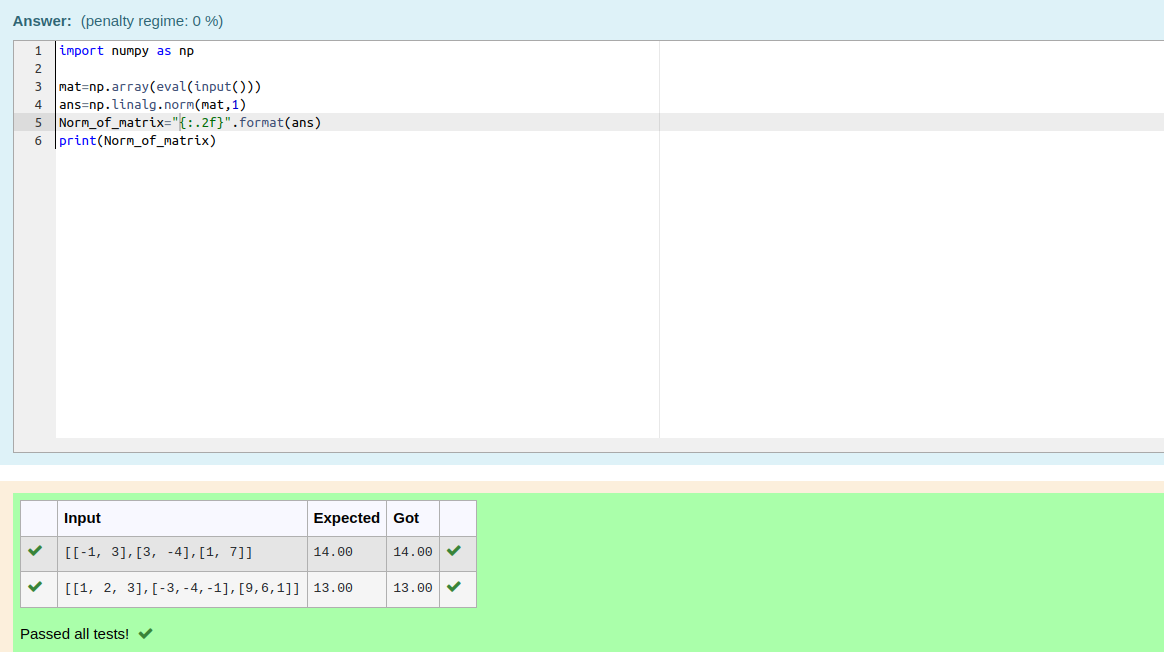 Answer: (penalty regime: 0 %)
1 import numpy as np
2
3 mat=np.array(eval(input()))
4 ans=np.linalg.norm(mat,1)
5 Norm_of_matrix="{:.2f}".format(ans)
6 print(Norm_of_matrix)
Input Expected Got
[[-1, 3],[3, -4],[1, 7]] 14.00 14.00
[[1, 2, 3],[-3,-4,-1],[9,6,1]] 13.00 13.00
Passed all tests!